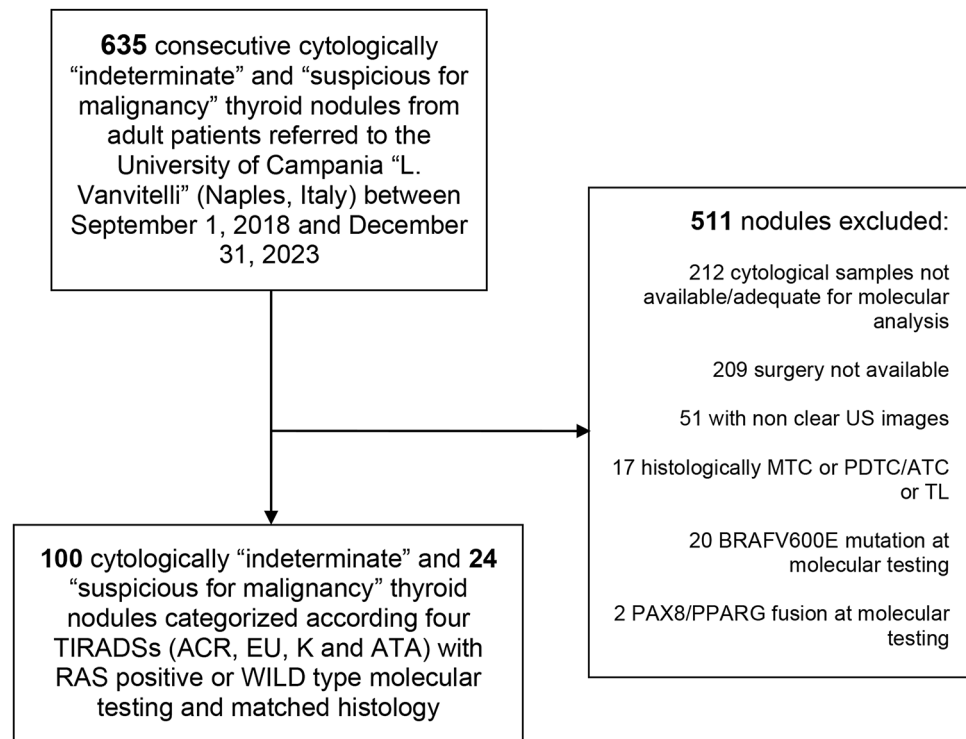 635 consecutive cytologically
“indeterminate” and “suspicious for
malignancy” thyroid nodules from
adult patients referred to the
University of Campania “L.
Vanvitelli” (Naples, Italy) between
September 1, 2018 and December
31, 2023
511 nodules excluded:
212 cytological samples not
available/adequate for molecular
analysis
209 surgery not available
51 with non clear US images
17 histologically MTC or PDTC/ATC
or TL
20 BRAFV600E mutation at
molecular testing
2 PAX8/PPARG fusion at molecular
testing
100 cytologically “indeterminate” and 24
“suspicious for malignancy” thyroid
nodules categorized according four
TIRADSs (ACR, EU, K and ATA) with
RAS positive or WILD type molecular
testing and matched histology